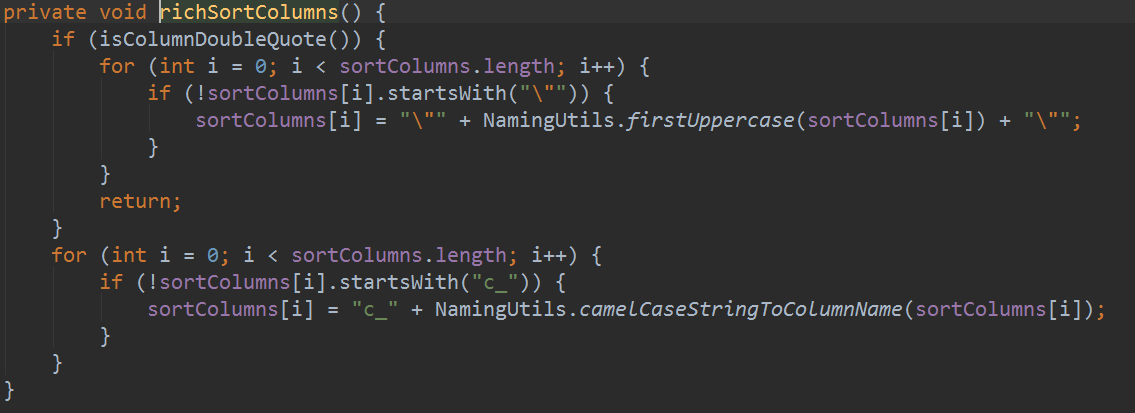 private void richSortColumns() {
    if (isColumnDoubleQuote()) {
        for (int i = 0; i < sortColumns.length; i++) {
            if (!sortColumns[i].startsWith("\"")) {
                sortColumns[i] = "\"" + NamingUtils.firstUppercase(sortColumns[i]) + "\"";
            }
        }
        return;
    }
    for (int i = 0; i < sortColumns.length; i++) {
        if (!sortColumns[i].startsWith("c_")) {
            sortColumns[i] = "c_" + NamingUtils.camelCaseStringToColumnName(sortColumns[i]);
        }
    }
}